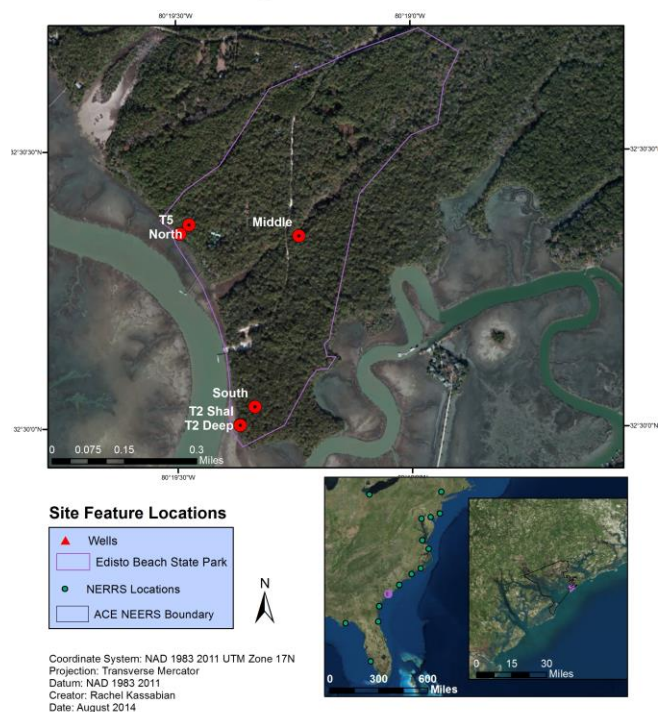 80°19'30"W
80°19'0"W
32°30'30"N
32°30'30"N
T5
North
Middle
South
T2 Shal
T2 Deep
32°30'0"N
32°30'0"N
0 0.075 0.15 0.3
Miles
80°19'30"W
80°19'0"W
Site Feature Locations
Wells
Edisto Beach State Park
NERRS Locations
ACE NEERS Boundary
N
Coordinate System: NAD 1983 2011 UTM Zone 17N
Projection: Transverse Mercator
Datum: NAD 1983 2011
Creator: Rachel Kassabian
Date: August 2014
0 300 600
Miles
0 15 30
Miles